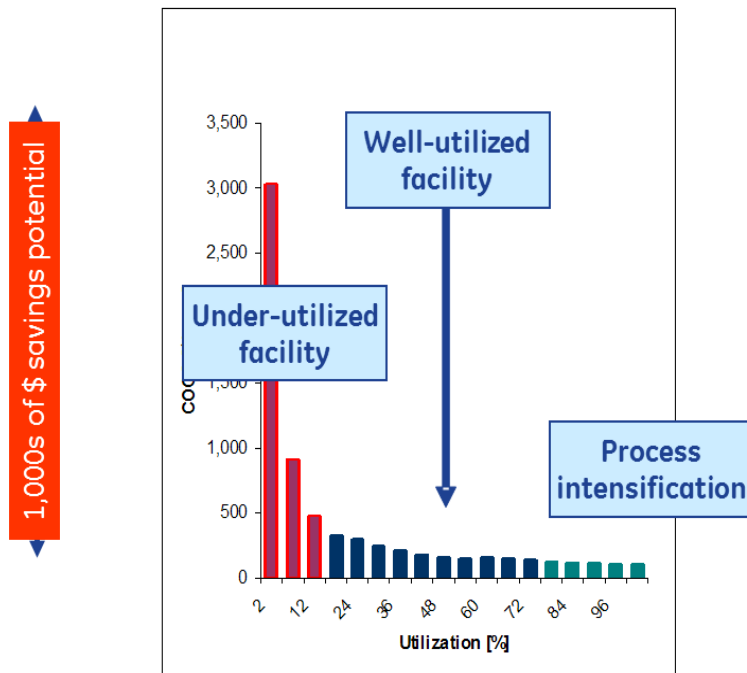 1,000s of $ savings potential
3,500
3,000
2,500
1,000
500
0
Well-utilized
facility
Under-utilized
facility
Process
intensification
2
12
24
36
48
60
72
84
96
Utilization [%]